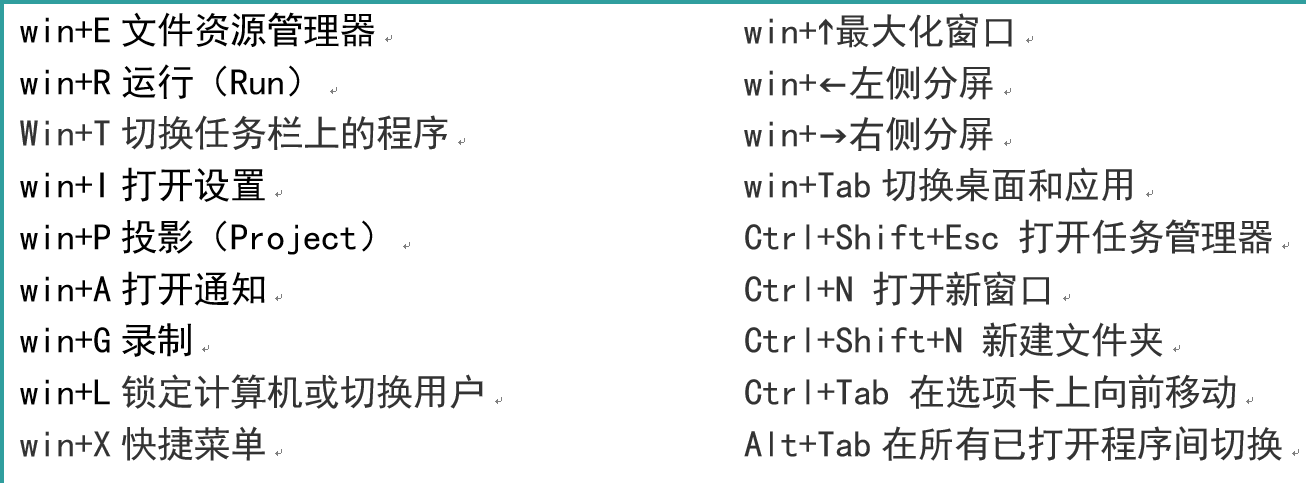 win+E 文件资源管理器
win+R 运行（Run）
Win+T 切换任务栏上的程序
win+I 打开设置
win+P 投影（Project）
win+A 打开通知
win+G 录制
win+L 锁定计算机或切换用户
win+X 快捷菜单
win+↑最大化窗口
win+←左侧分屏
win+→右侧分屏
win+Tab 切换桌面和应用
Ctrl+Shift+Esc 打开任务管理器
Ctrl+N 打开新窗口
Ctrl+Shift+N 新建文件夹
Ctrl+Tab 在选项卡上向前移动
Alt+Tab 在所有已打开程序间切换